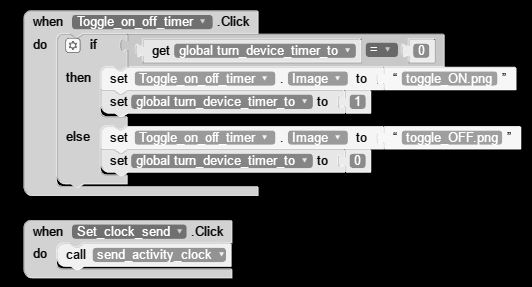 when Toggle_on_off_timer .Click
do if get global turn_device_timer_to = 0
then set Toggle_on_off_timer . Image to " toggle_ON.png "
set global turn_device_timer_to to 1
else set Toggle_on_off_timer . Image to " toggle_OFF.png "
set global turn_device_timer_to to 0
when Set_clock_send .Click
do call send_activity_clock